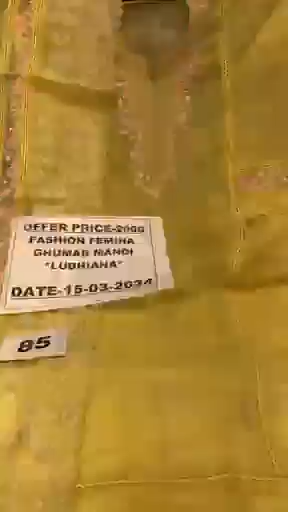 OFFER PRICE-2000
FASHION FEMINA
GHUMAR MANDI
"LUDHIANA"
DATE-15-03-2024
85